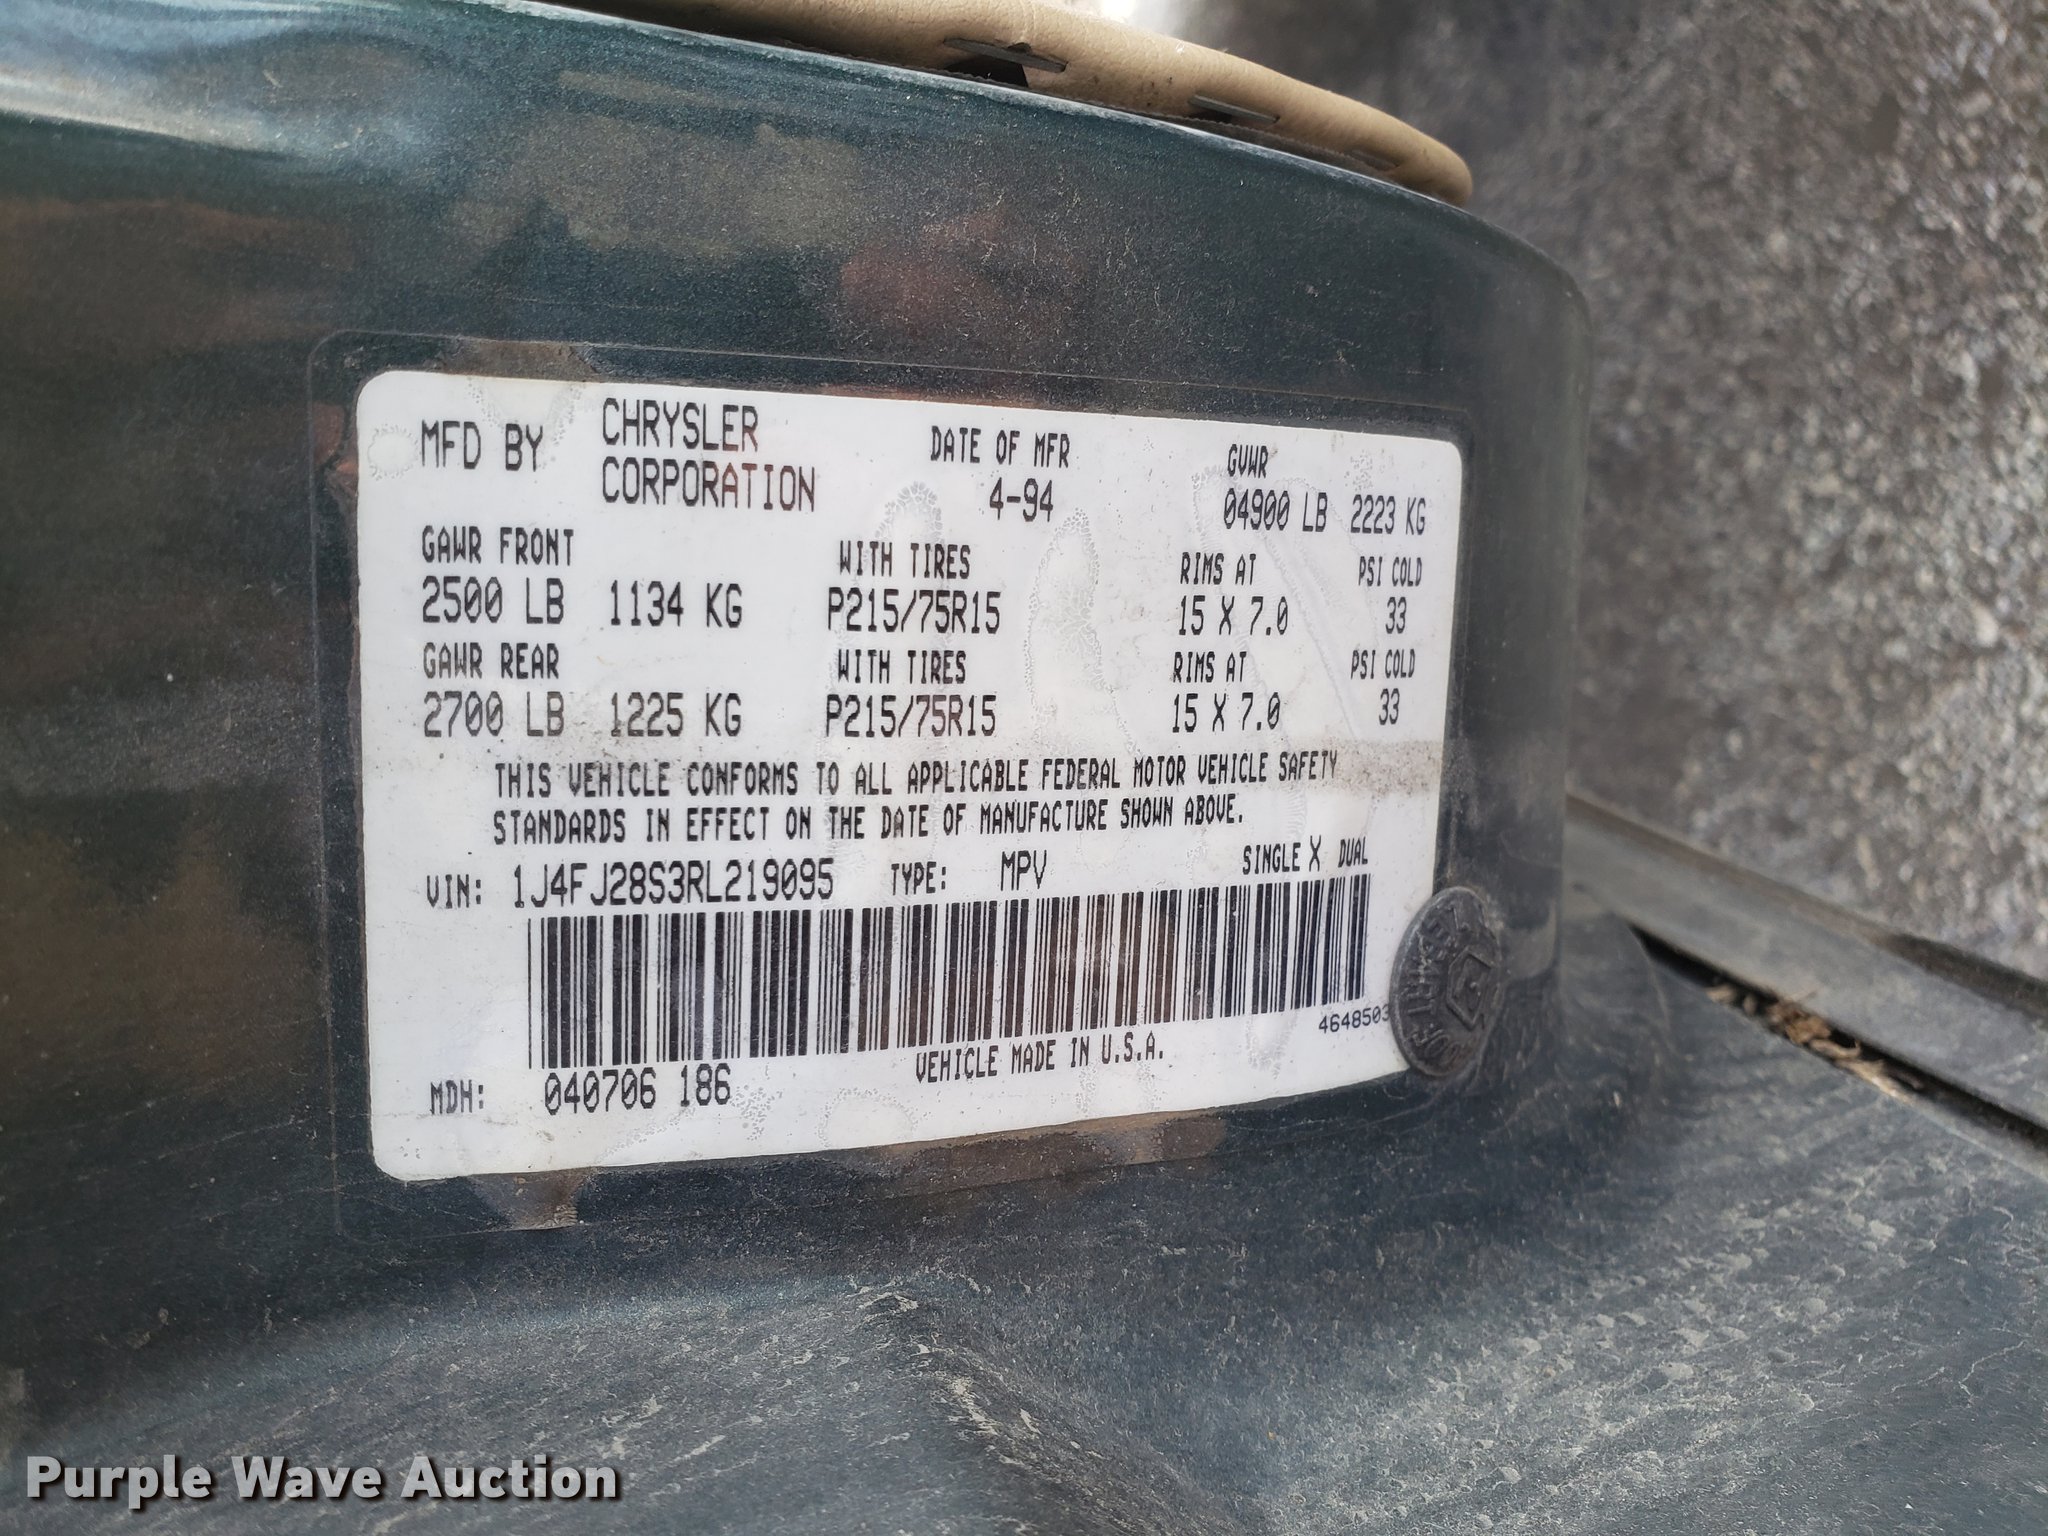 MFD BY CHRYSLER CORPORATION DATE OF MFR 4-94 GVWR 04900 LB 2223 KG
GAWR FRONT WITH TIRES RIMS AT PSI COLD
2500 LB 1134 KG P215/75R15 15 X 7.0 33
GAWR REAR WITH TIRES RIMS AT PSI COLD
2700 LB 1225 KG P215/75R15 15 X 7.0 33
THIS VEHICLE CONFORMS TO ALL APPLICABLE FEDERAL MOTOR VEHICLE SAFETY
STANDARDS IN EFFECT ON THE DATE OF MANUFACTURE SHOWN ABOVE.
VIN: 1J4FJ28S3RL219095 TYPE: MPV SINGLE X DUAL
4648503
VEHICLE MADE IN U.S.A.
MDH: 040706 186
Purple Wave Auction